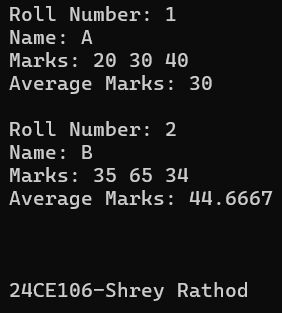 Roll Number: 1
Name: A
Marks: 20 30 40
Average Marks: 30
Roll Number: 2
Name: B
Marks: 35 65 34
Average Marks: 44.6667
24CE106-Shrey Rathod